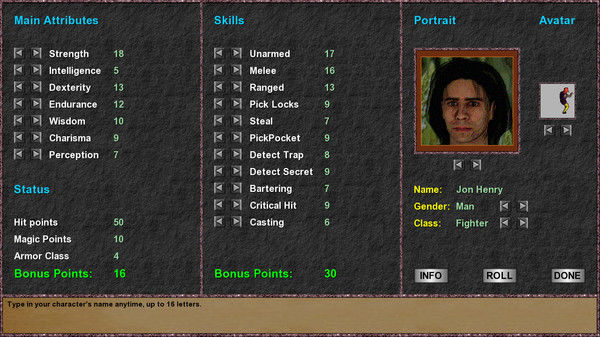 Main Attributes
Strength 18
Intelligence 5
Dexterity 13
Endurance 12
Wisdom 10
Charisma 9
Perception 7
Status
Hit points 50
Magic Points 10
Armor Class 4
Bonus Points: 16
Skills
Unarmed 17
Melee 16
Ranged 13
Pick Locks 9
Steal 7
PickPocket 9
Detect Trap 8
Detect Secret 9
Bartering 7
Critical Hit 9
Casting 6
Bonus Points: 30
Portrait Avatar
Name: Jon Henry
Gender: Man
Class: Fighter
INFO ROLL DONE
Type in your character's name anytime, up to 16 letters.